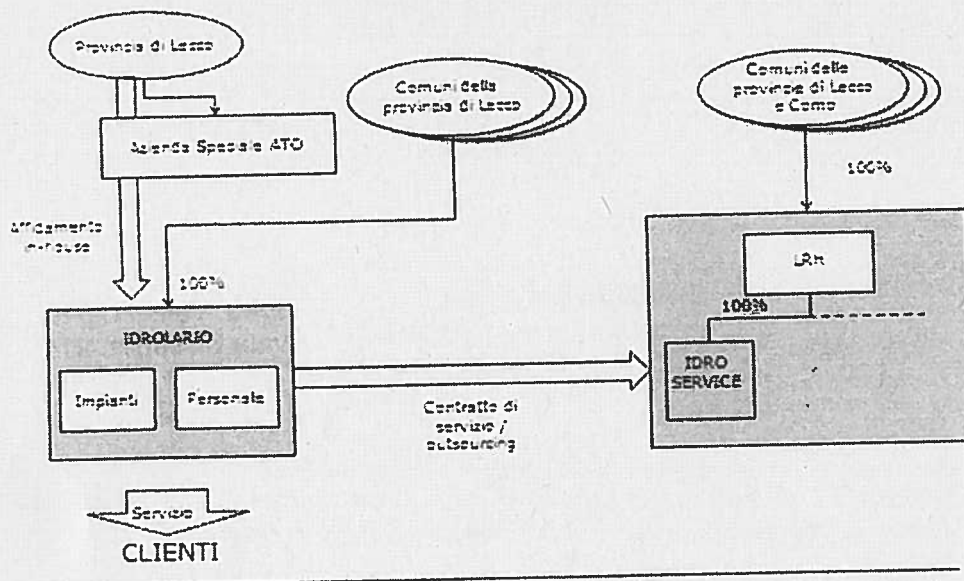 Provincia di Lecco
Azienda Speciale ATO
Comuni della
provincia di Lecco
Comuni delle
provincia di Lecco
e Como
100%
Affidamento
in-house
100%
LRH
100%
IDROLARIO
Impianti
Personale
IDRO
SERVICE
Contratto di
servizio /
outsourcing
Servizio
CLIENTI